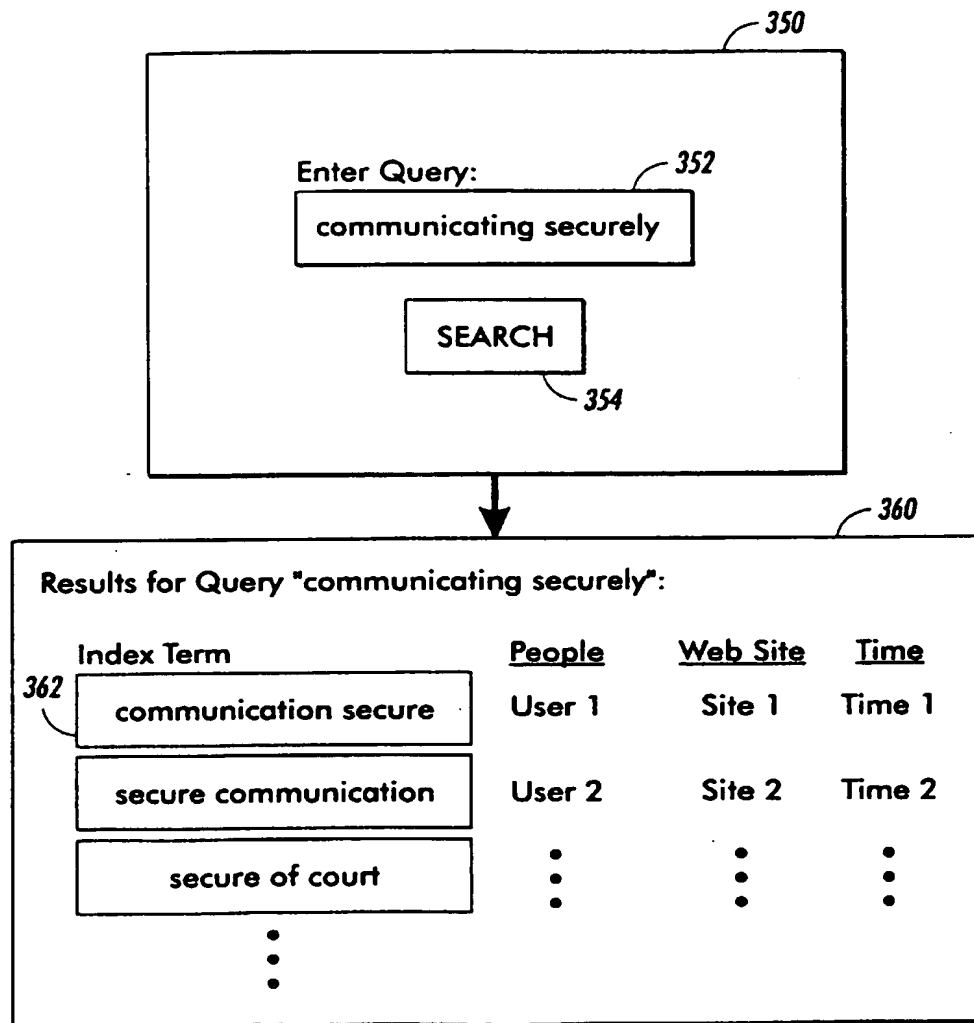 350
Enter Query:
352
communicating securely
SEARCH
354
360
Results for Query "communicating securely":
Index Term People Web Site Time
362
communication secure User 1 Site 1 Time 1
secure communication User 2 Site 2 Time 2
secure of court